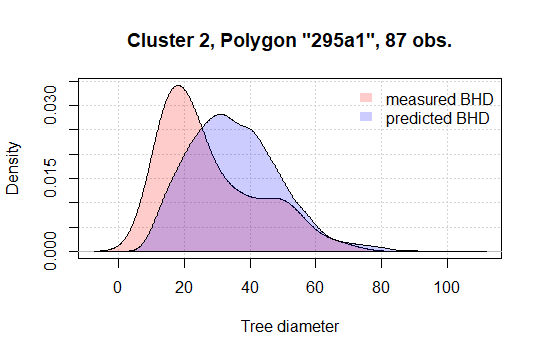 Cluster 2, Polygon "295a1", 87 obs.
measured BHD
predicted BHD
Density
0.030
0.015
0.000
0 20 40 60 80 100
Tree diameter